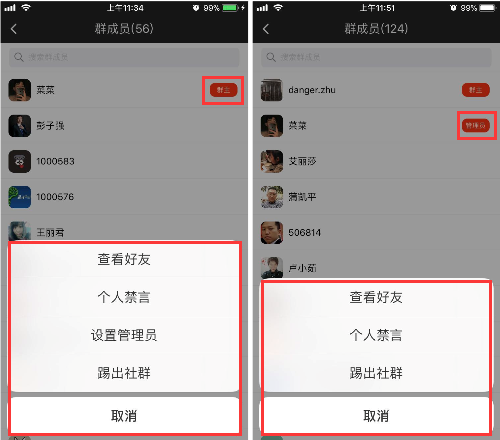 上午11:34
99%
群成员(56)
搜索群成员
菜菜
群主
彭子强
1000583
1000576
王丽君
查看好友
个人禁言
设置管理员
踢出社群
取消
上午11:51
99%
群成员(124)
搜索群成员
danger.zhu
群主
菜菜
管理员
艾丽莎
蒲凯平
506814
卢小茹
查看好友
个人禁言
踢出社群
取消